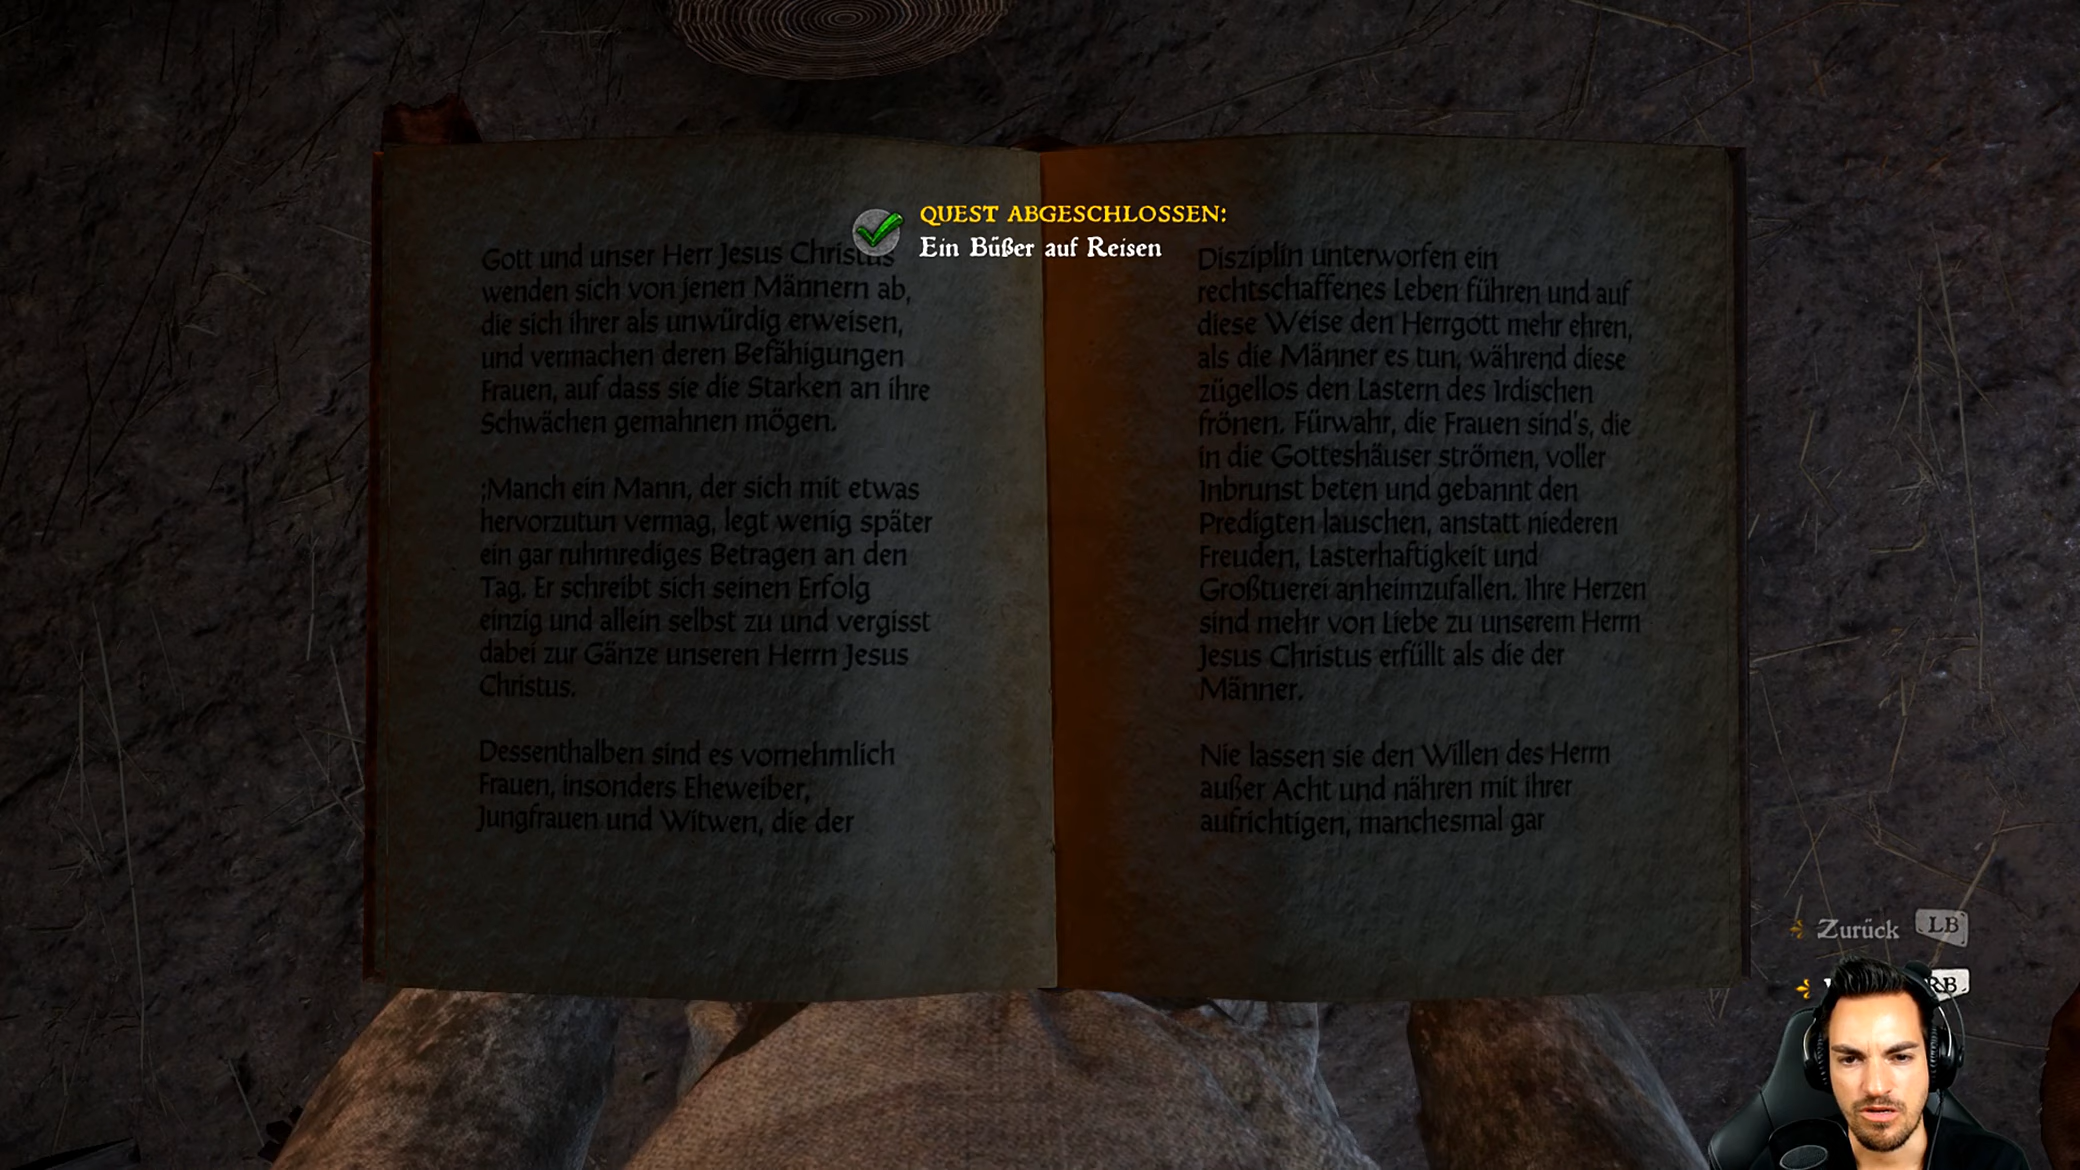 QUEST ABGESCHLOSSEN:
Ein Büßer auf Reisen
Gott und unser Herr Jesus Christus
wenden sich von jenen Männern ab,
die sich ihrer als unwürdig erweisen,
und vermachen deren Befähigungen
Frauen, auf dass sie die Starken an ihre
Schwächen gemahnen mögen.
;Manch ein Mann, der sich mit etwas
hervorzutun vermag, legt wenig später
ein gar ruhmrediges Betragen an den
Tag. Er schreibt sich seinen Erfolg
einzig und allein selbst zu und vergisst
dabei zur Gänze unseren Herrn Jesus
Christus.
Dessenthalben sind es vornehmlich
Frauen, insonders Eheweiber,
Jungfrauen und Witwen, die der
Disziplin unterworfen ein
rechtschaffenes Leben führen und auf
diese Weise den Herrgott mehr ehren,
als die Männer es tun, während diese
zügellos den Lastern des Irdischen
frönen. Fürwahr, die Frauen sind's, die
in die Gotteshäuser strömen, voller
Inbrunst beten und gebannt den
Predigten lauschen, anstatt niederen
Freuden, Lasterhaftigkeit und
Großtuerei anheimzufallen. Ihre Herzen
sind mehr von Liebe zu unserem Herrn
Jesus Christus erfüllt als die der
Männer.
Nie lassen sie den Willen des Herrn
außer Acht und nähren mit ihrer
aufrichtigen, manchesmal gar
Zurück LB
RB